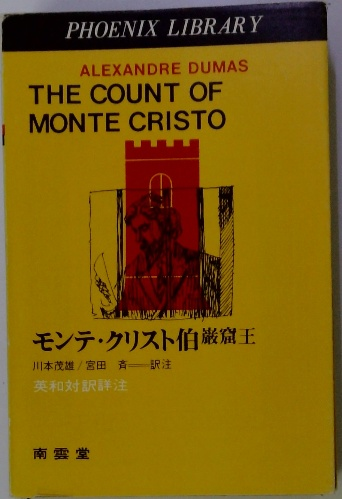 PHOENIX LIBRARY
ALEXANDRE DUMAS
THE COUNT OF
MONTE CRISTO
モンテ・クリスト伯 巌窟王
川本茂雄/宮田 斉──訳注
英和対訳詳注
南雲堂